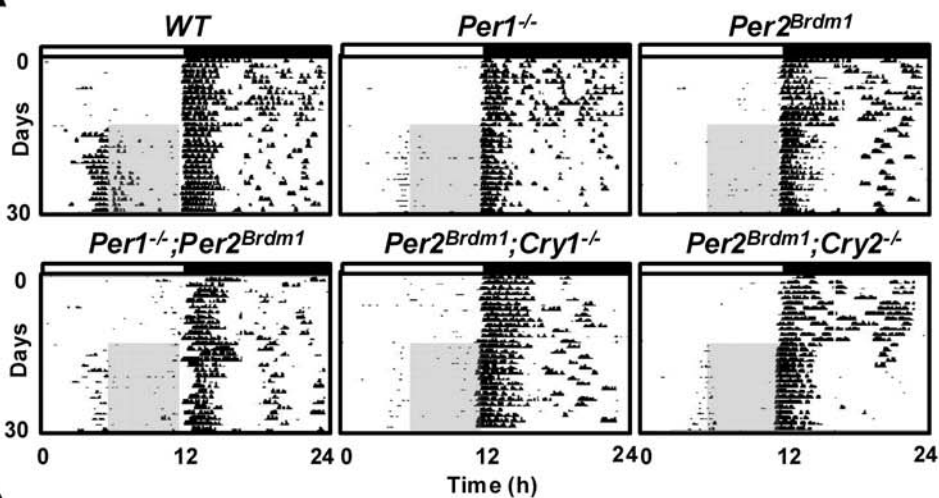 WT Per1-/- Per2Brdm1
0
Days
30
Per1-/-;Per2Brdm1 Per2Brdm1;Cry1-/- Per2Brdm1;Cry2-/-
0
Days
30
0 12 24 0 12 24 0 12 24
Time (h)